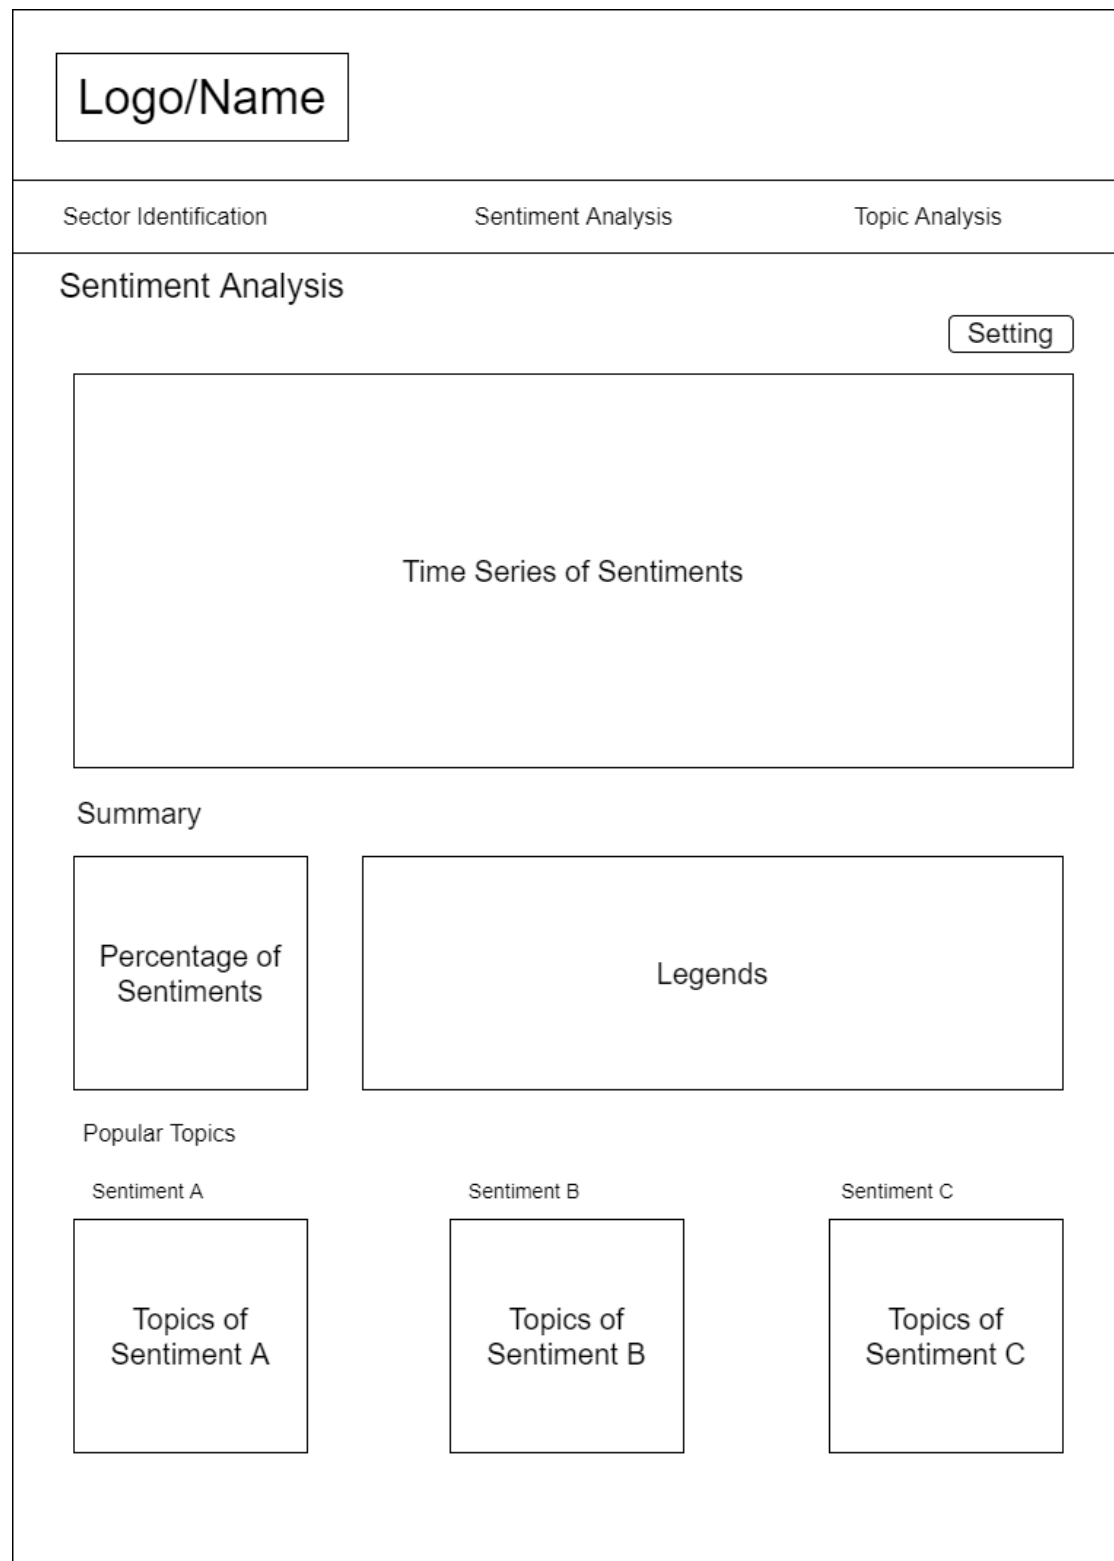 Logo/Name
Sector Identification
Sentiment Analysis
Topic Analysis
Sentiment Analysis
Setting
Time Series of Sentiments
Summary
Percentage of
Sentiments
Legends
Popular Topics
Sentiment A
Sentiment B
Sentiment C
Topics of
Sentiment A
Topics of
Sentiment B
Topics of
Sentiment C